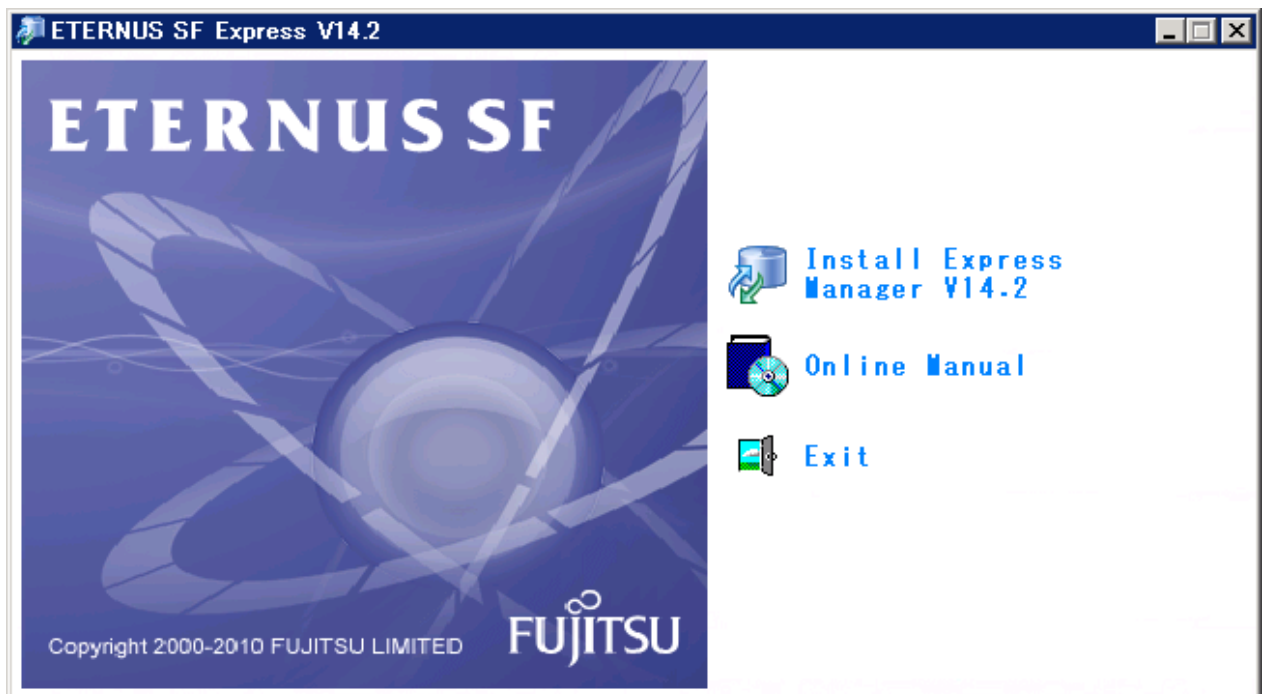 ETERNUS SF Express V14.2
ETERNUS SF
Install Express
Manager V14.2
Online Manual
Exit
Copyright 2000-2010 FUJITSU LIMITED
FUJITSU